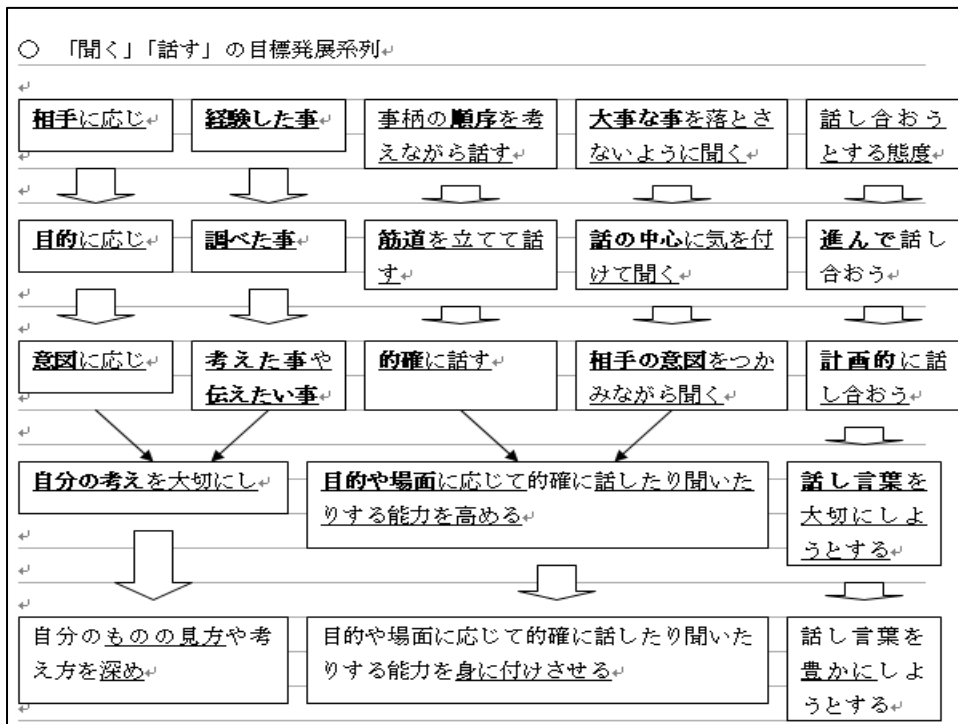 ○ 「聞く」「話す」の目標発展系列
相手に応じ
経験した事
事柄の順序を考
えながら話す
大事な事を落とさ
ないように聞く
話し合おう
とする態度
目的に応じ
調べた事
筋道を立てて話
す
話の中心に気を付
けて聞く
進んで話し
合おう
意図に応じ
考えた事や
伝えたい事
的確に話す
相手の意図をつか
みながら聞く
計画的に話
し合おう
自分の考えを大切にし
目的や場面に応じて的確に話したり聞いた
りする能力を高める
話し言葉を
大切にしよ
うとする
自分のものの見方や考
え方を深め
目的や場面に応じて的確に話したり聞いた
りする能力を身に付けさせる
話し言葉を
豊かにしよ
うとする